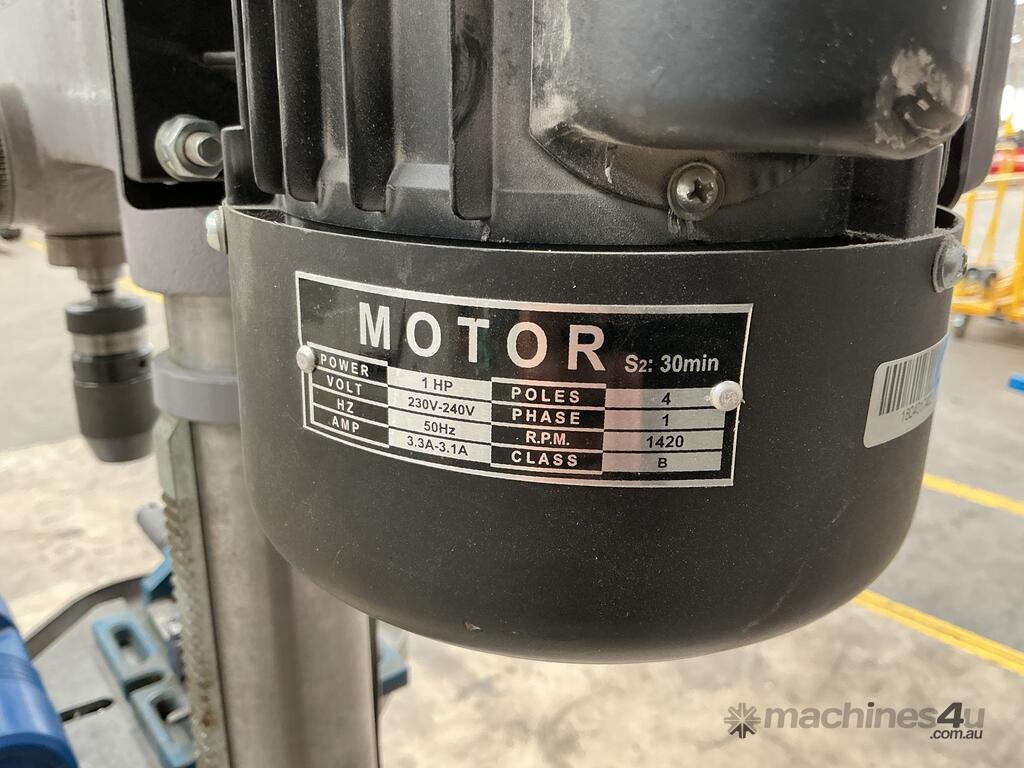 MOTOR S2: 30min
POWER 1 HP POLES 4
VOLT 230V-240V PHASE 1
HZ 50Hz R.P.M. 1420
AMP 3.3A-3.1A CLASS B
machines4u
.com.au